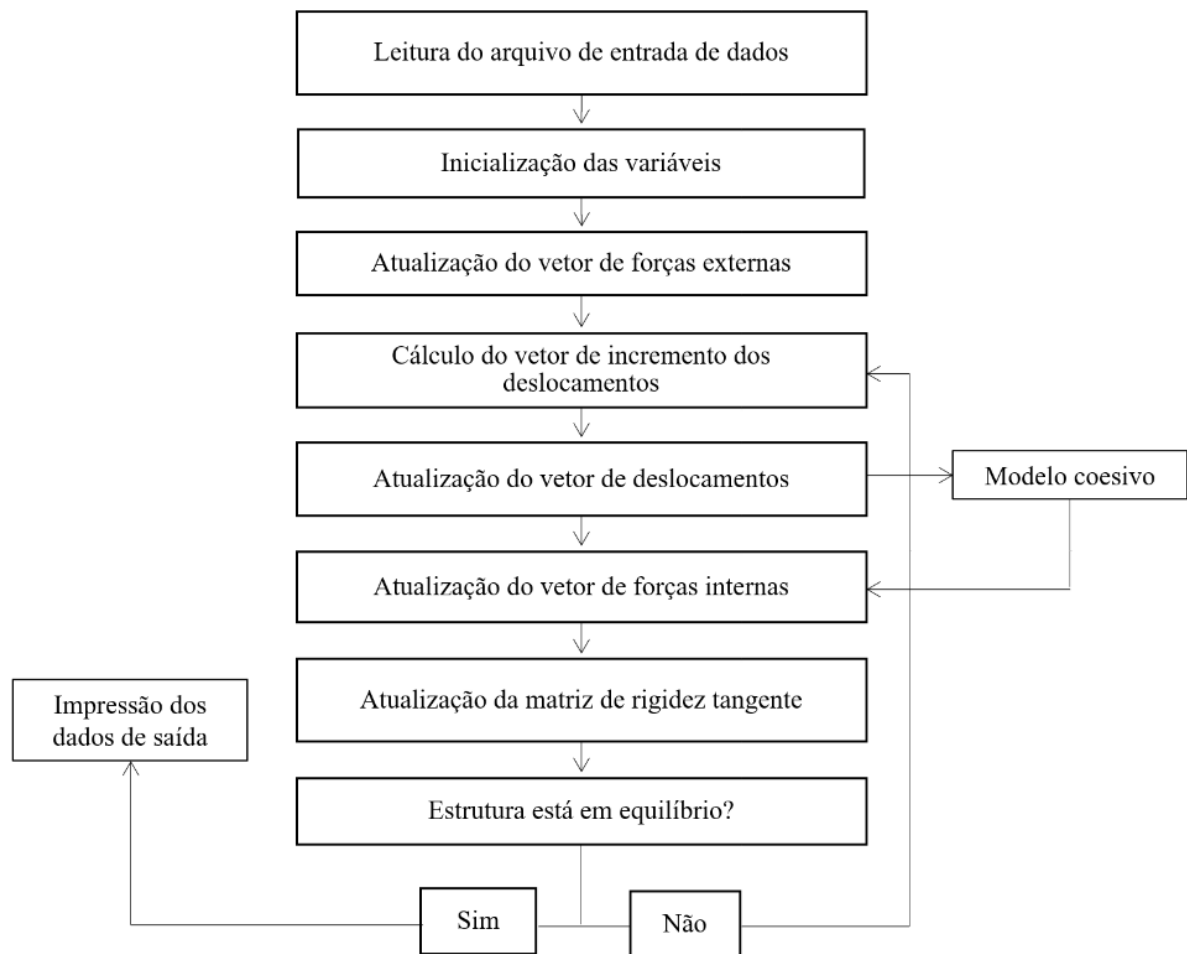 Leitura do arquivo de entrada de dados
Inicialização das variáveis
Atualização do vetor de forças externas
Cálculo do vetor de incremento dos
deslocamentos
Atualização do vetor de deslocamentos
Modelo coesivo
Atualização do vetor de forças internas
Atualização da matriz de rigidez tangente
Impressão dos
dados de saída
Estrutura está em equilíbrio?
Sim
Não